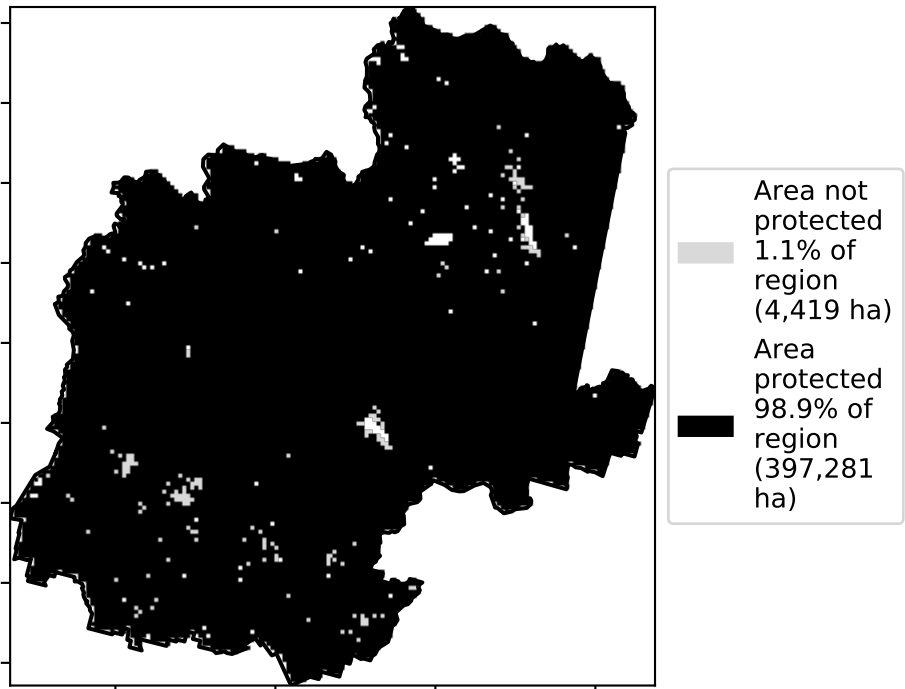 Area not
protected
1.1% of
region
(4,419 ha)
Area
protected
98.9% of
region
(397,281
ha)